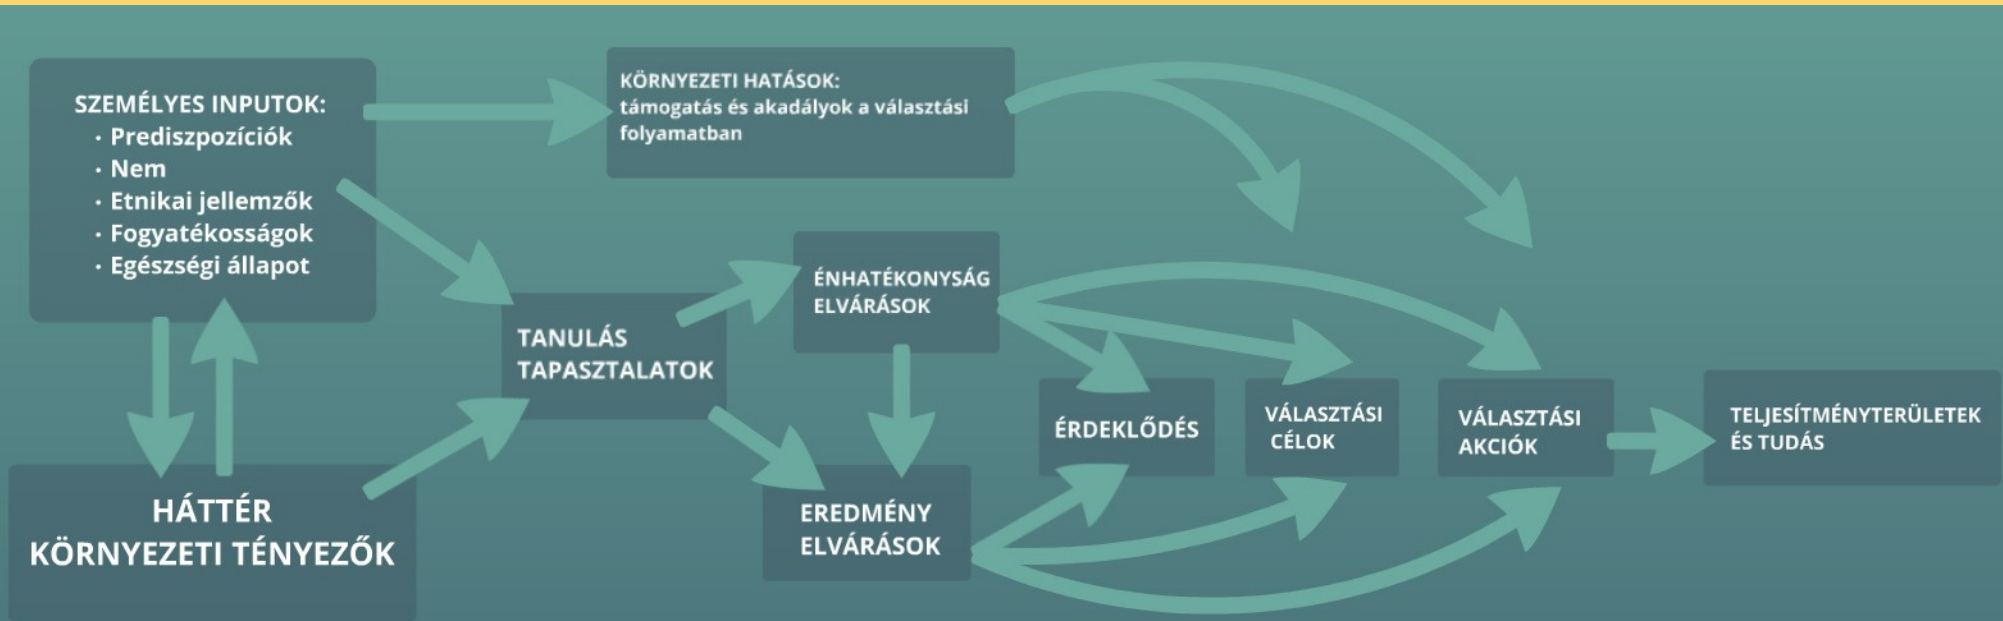 SZEMÉLYES INPUTOK:
· Prediszpozíciók
· Nem
· Etnikai jellemzők
· Fogyatékosságok
· Egészségi állapot
HÁTTÉR
KÖRNYEZETI TÉNYEZŐK
KÖRNYEZETI HATÁSOK:
támogatás és akadályok a választási
folyamatban
TANULÁS
TAPASZTALATOK
ÉNHATÉKONYSÁG
ELVÁRÁSOK
EREDMÉNY
ELVÁRÁSOK
ÉRDEKLŐDÉS
VÁLASZTÁSI
CÉLOK
VÁLASZTÁSI
AKCIÓK
TELJESÍTMÉNYTERÜLETEK
ÉS TUDÁS